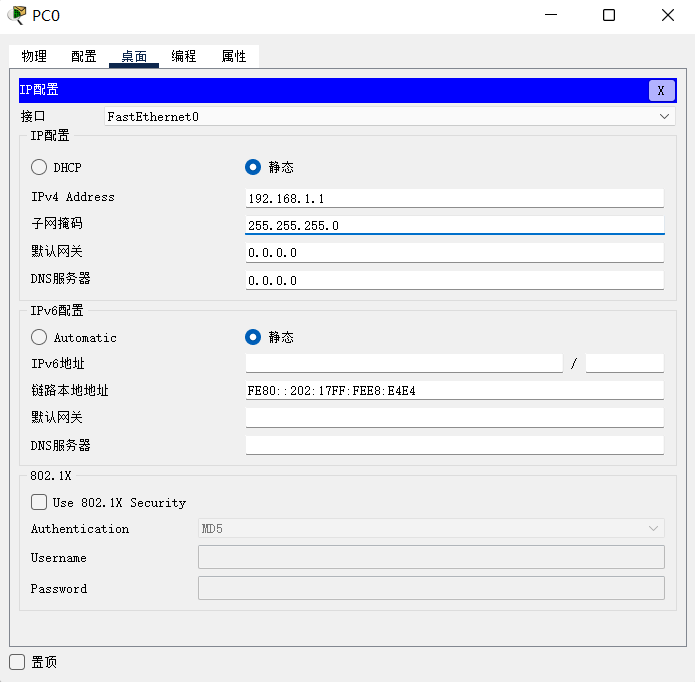 PC0
物理 配置 桌面 编程 属性
IP配置 X
接口 FastEthernet0
IP配置
DHCP 静态
IPv4 Address 192.168.1.1
子网掩码 255.255.255.0
默认网关 0.0.0.0
DNS服务器 0.0.0.0
IPv6配置
Automatic 静态
IPv6地址 /
链路本地地址 FE80::202:17FF:FEE8:E4E4
默认网关
DNS服务器
802.1X
Use 802.1X Security
Authentication MD5
Username
Password
置顶